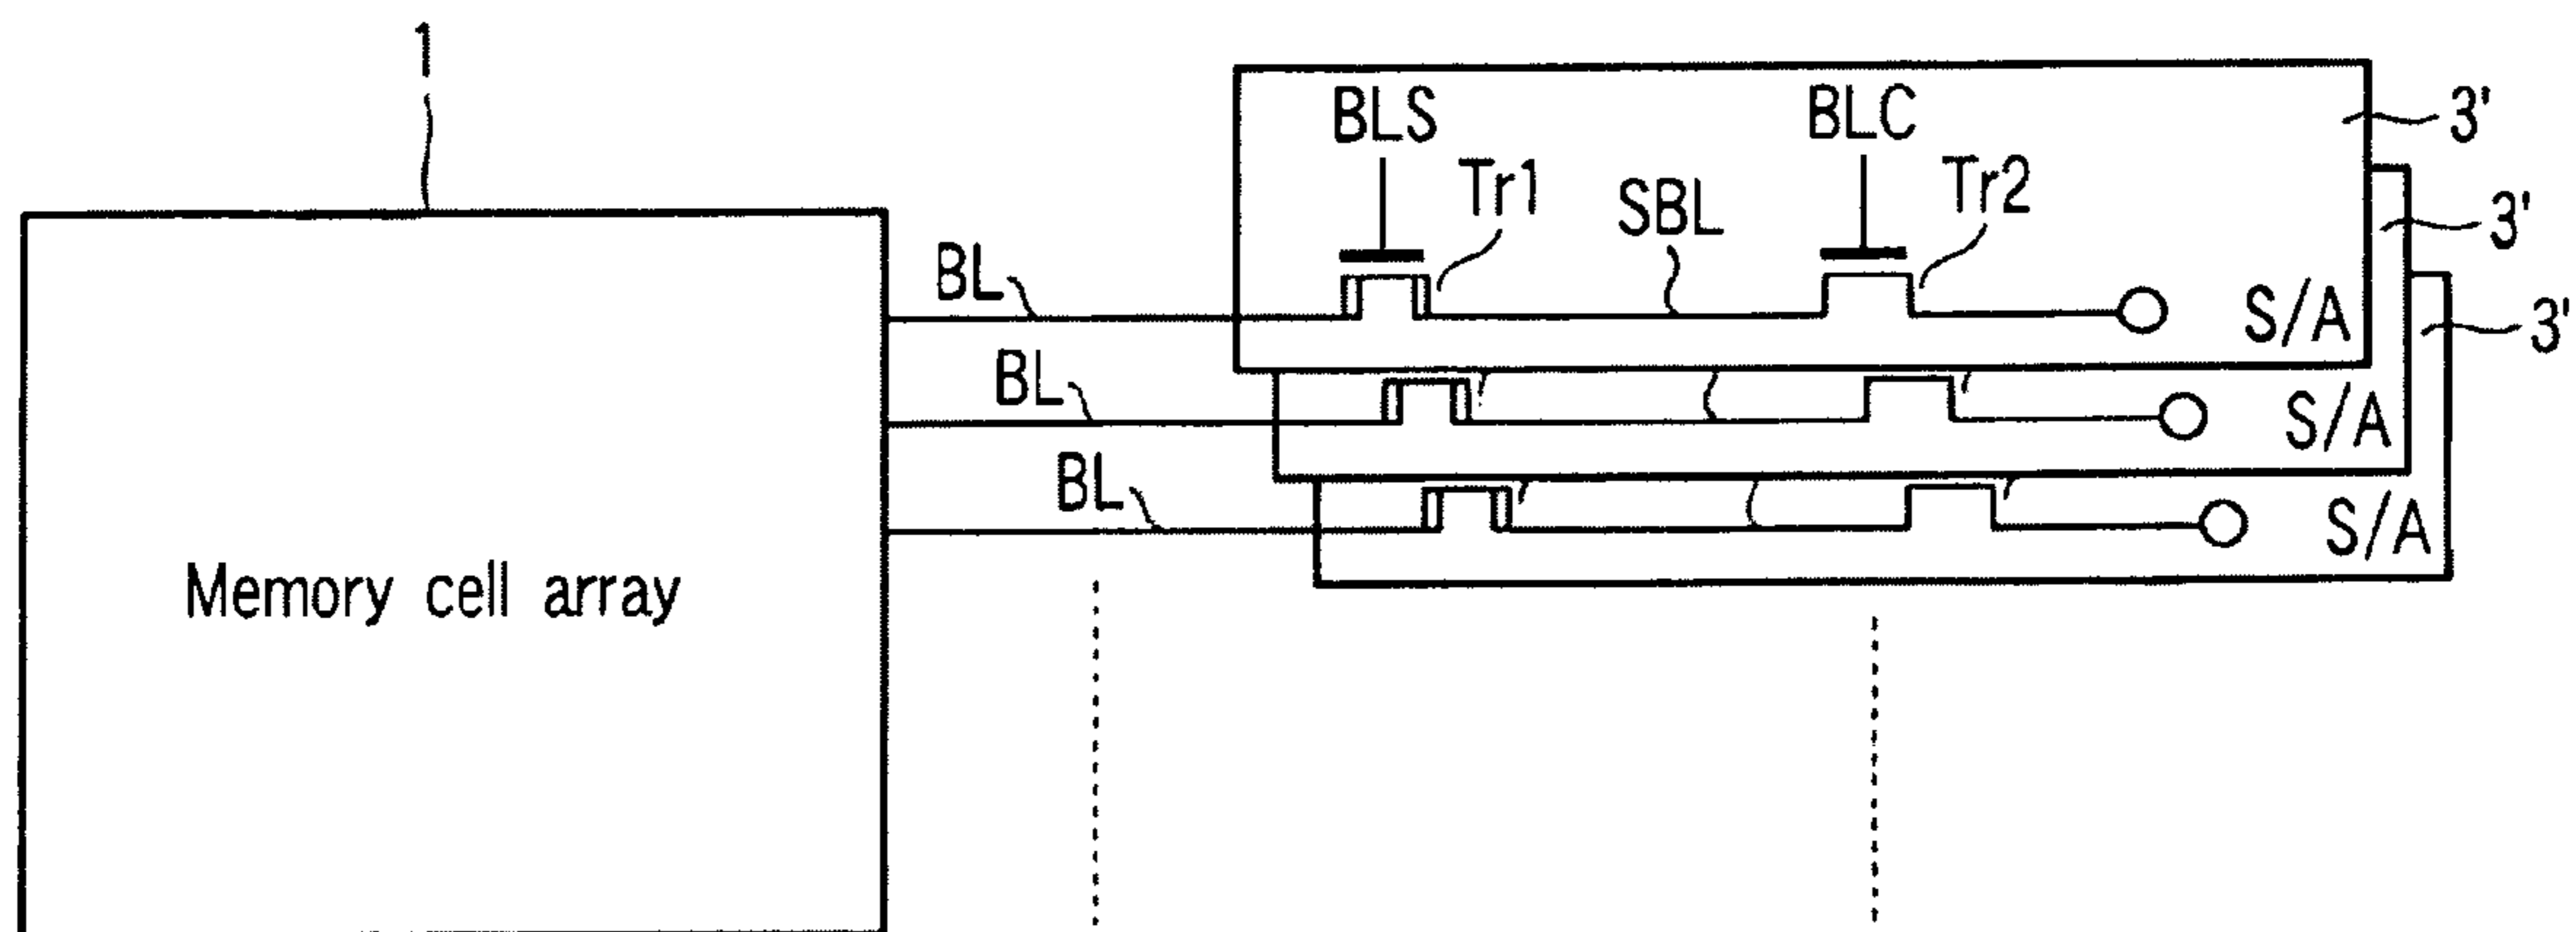 1
BLS
BLC
3'
Tr1
SBL
Tr2
3'
BL
S/A
3'
BL
S/A
BL
S/A
Memory cell array